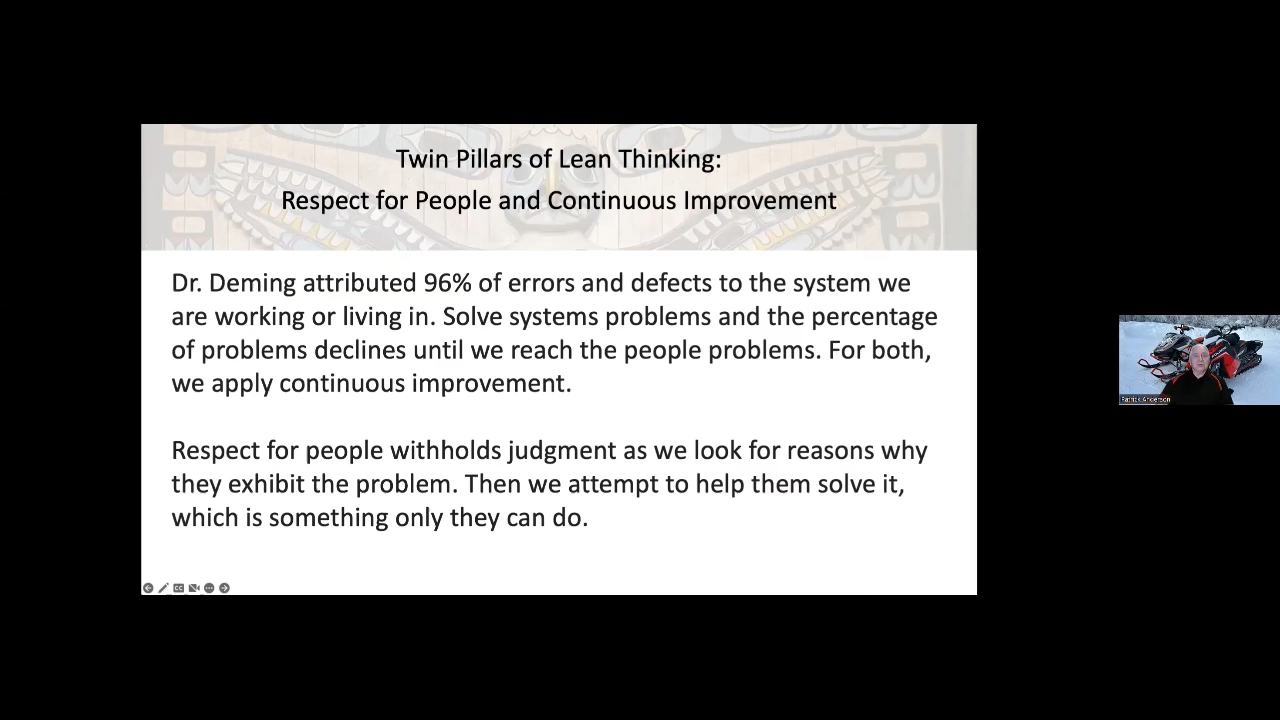 Twin Pillars of Lean Thinking:
Respect for People and Continuous Improvement
Dr. Deming attributed 96% of errors and defects to the system we
are working or living in. Solve systems problems and the percentage
of problems declines until we reach the people problems. For both,
we apply continuous improvement.
Respect for people withholds judgment as we look for reasons why
they exhibit the problem. Then we attempt to help them solve it,
which is something only they can do.
Patrick Anderson